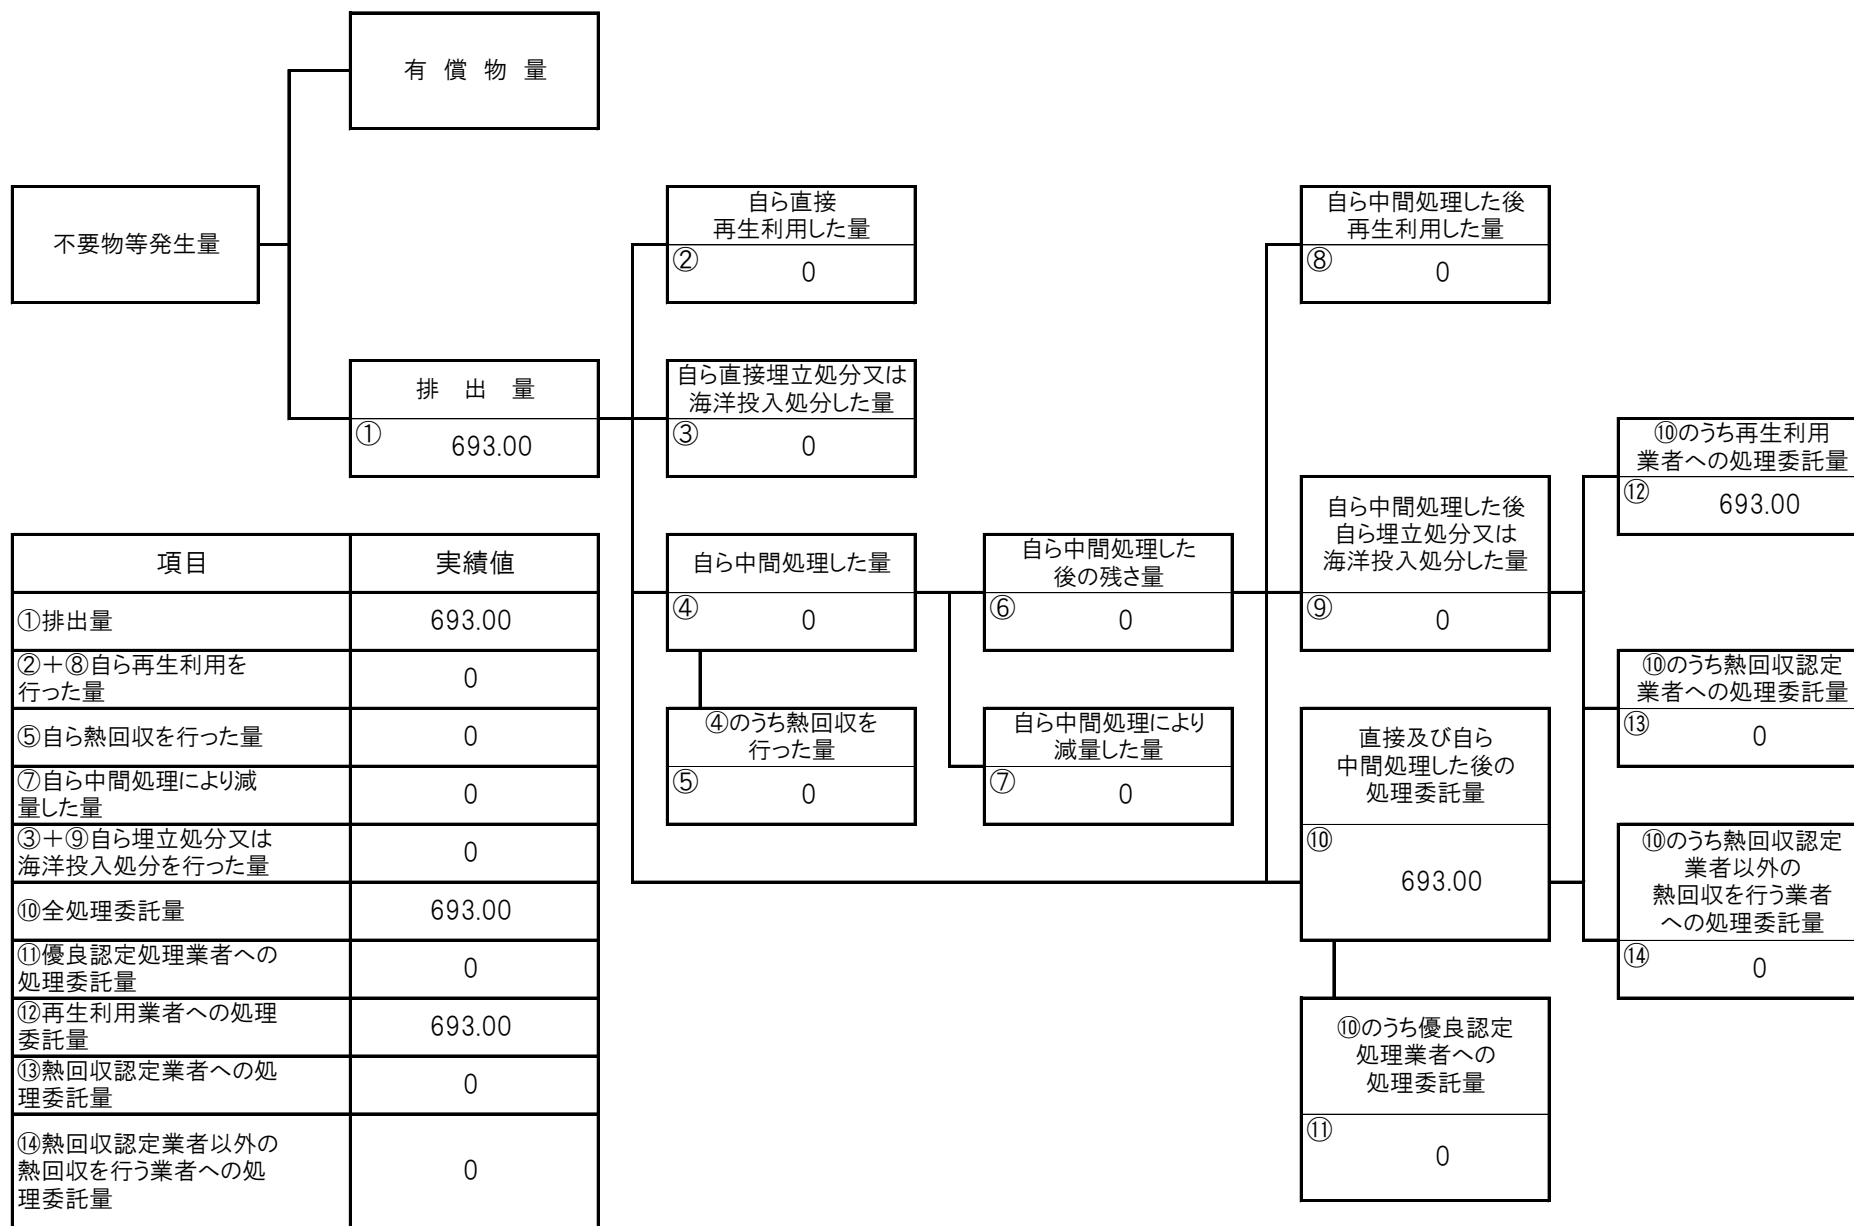 有 償 物 量
不要物等発生量
自ら直接
再生利用した量
②
0
自ら中間処理した後
再生利用した量
⑧
0
排 出 量
①
693.00
自ら直接埋立処分又は
海洋投入処分した量
③
0
⑩のうち再生利用
業者への処理委託量
⑫
693.00
自ら中間処理した量
④
0
自ら中間処理した
後の残さ量
⑥
0
自ら中間処理した後
自ら埋立処分又は
海洋投入処分した量
⑨
0
⑩のうち熱回収認定
業者への処理委託量
⑬
0
④のうち熱回収を
行った量
⑤
0
自ら中間処理により
減量した量
⑦
0
直接及び自ら
中間処理した後の
処理委託量
⑩
693.00
⑩のうち熱回収認定
業者以外の
熱回収を行う業者
への処理委託量
⑭
0
⑩のうち優良認定
処理業者への
処理委託量
⑪
0
項目 実績値
①排出量 693.00
②＋⑧自ら再生利用を
行った量
0
⑤自ら熱回収を行った量 0
⑦自ら中間処理により減
量した量
0
③＋⑨自ら埋立処分又は
海洋投入処分を行った量
0
⑩全処理委託量 693.00
⑪優良認定処理業者への
処理委託量
0
⑫再生利用業者への処理
委託量
693.00
⑬熱回収認定業者への処
理委託量
0
⑭熱回収認定業者以外の
熱回収を行う業者への処
理委託量
0